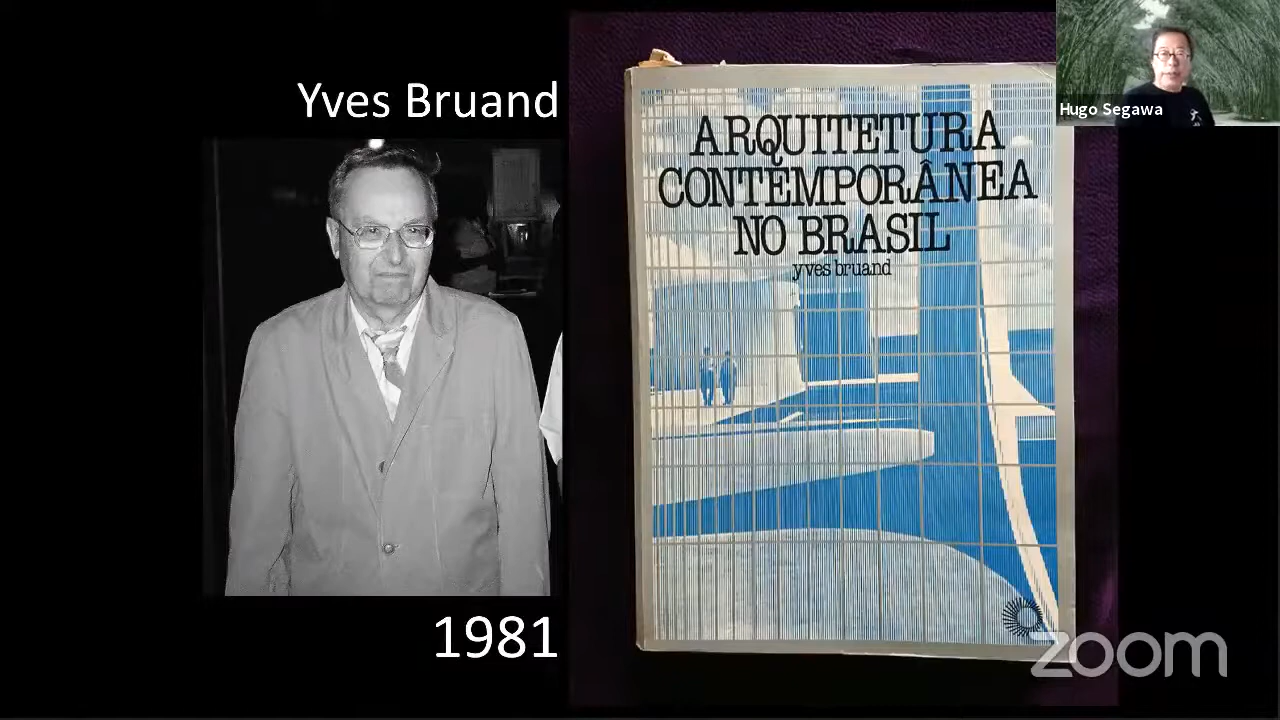 Yves Bruand
1981
ARQUITETURA
CONTEMPORÂNEA
NO BRASIL
yves bruand
Hugo Segawa
zoom